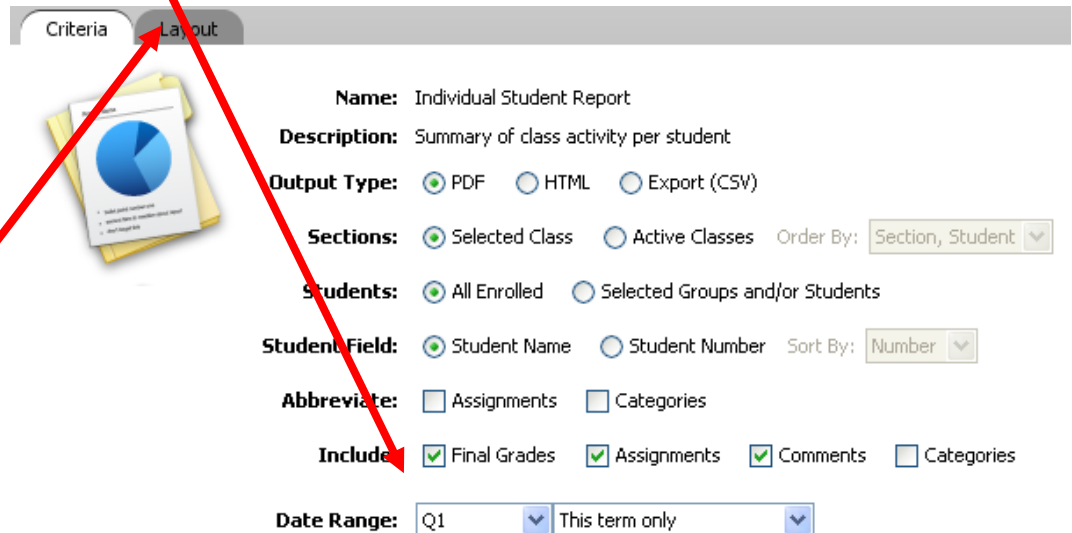 Criteria Layout
Name: Individual Student Report
Description: Summary of class activity per student
Output Type: PDF HTML Export (CSV)
Sections: Selected Class Active Classes Order By: Section, Student
Students: All Enrolled Selected Groups and/or Students
Student Field: Student Name Student Number Sort By: Number
Abbreviate: Assignments Categories
Include: Final Grades Assignments Comments Categories
Date Range: Q1 This term only